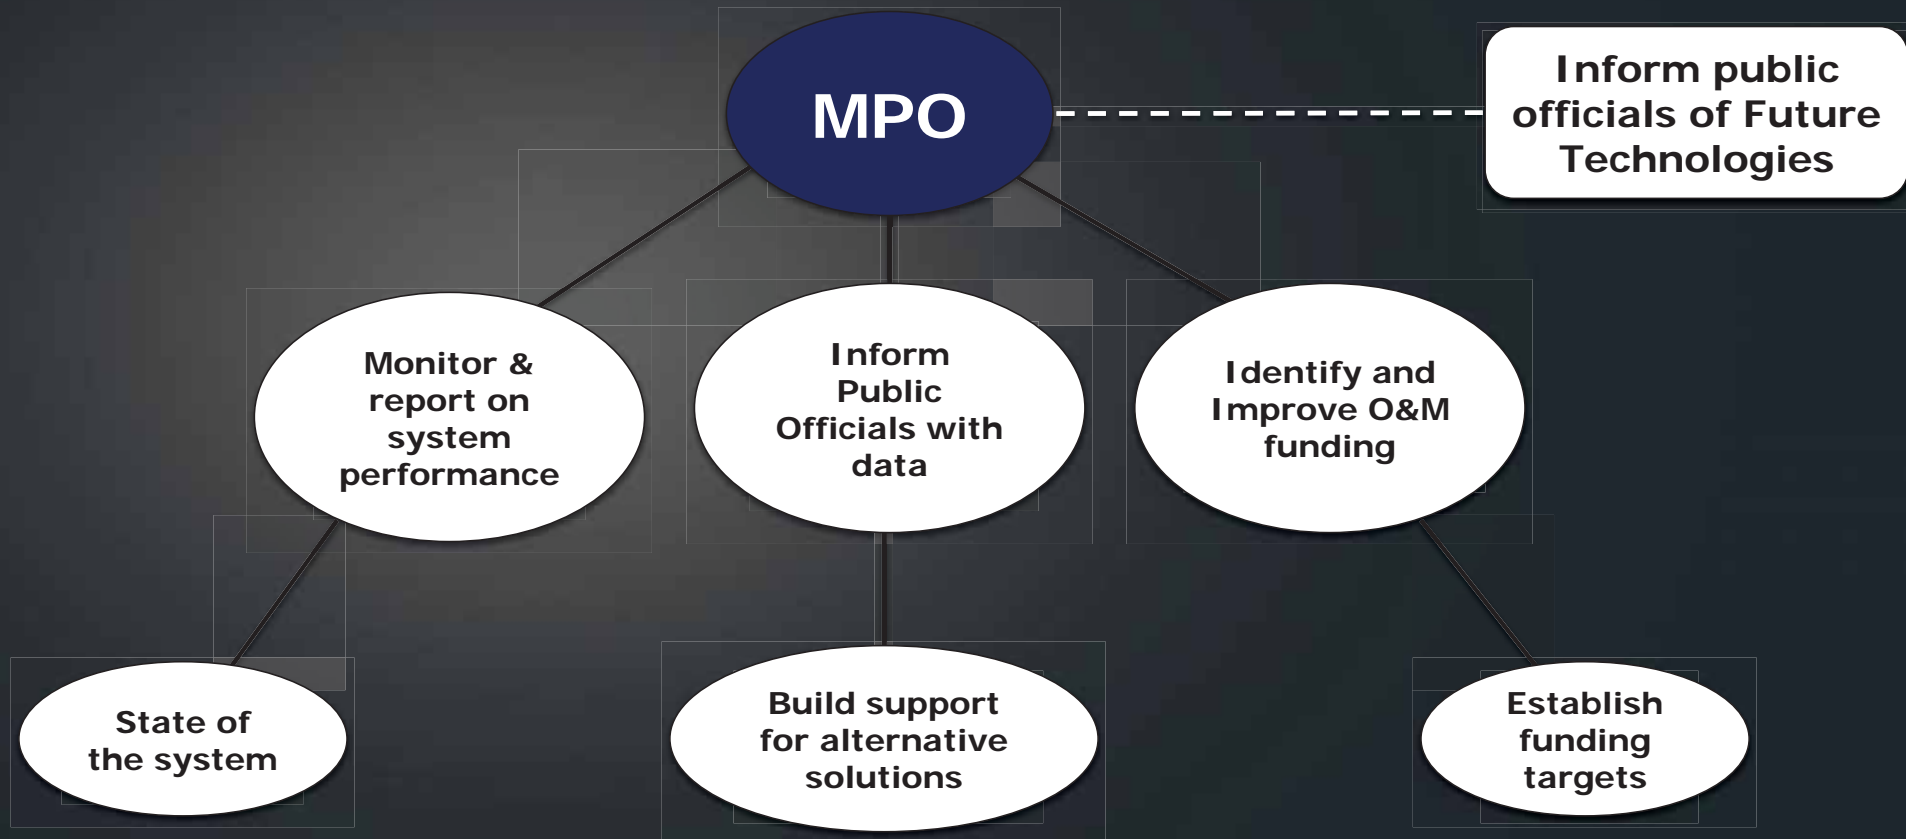 MPO
Inform public
officials of Future
Technologies
Monitor &
report on
system
performance
Inform
Public
Officials with
data
Identify and
Improve O&M
funding
State of
the system
Build support
for alternative
solutions
Establish
funding
targets